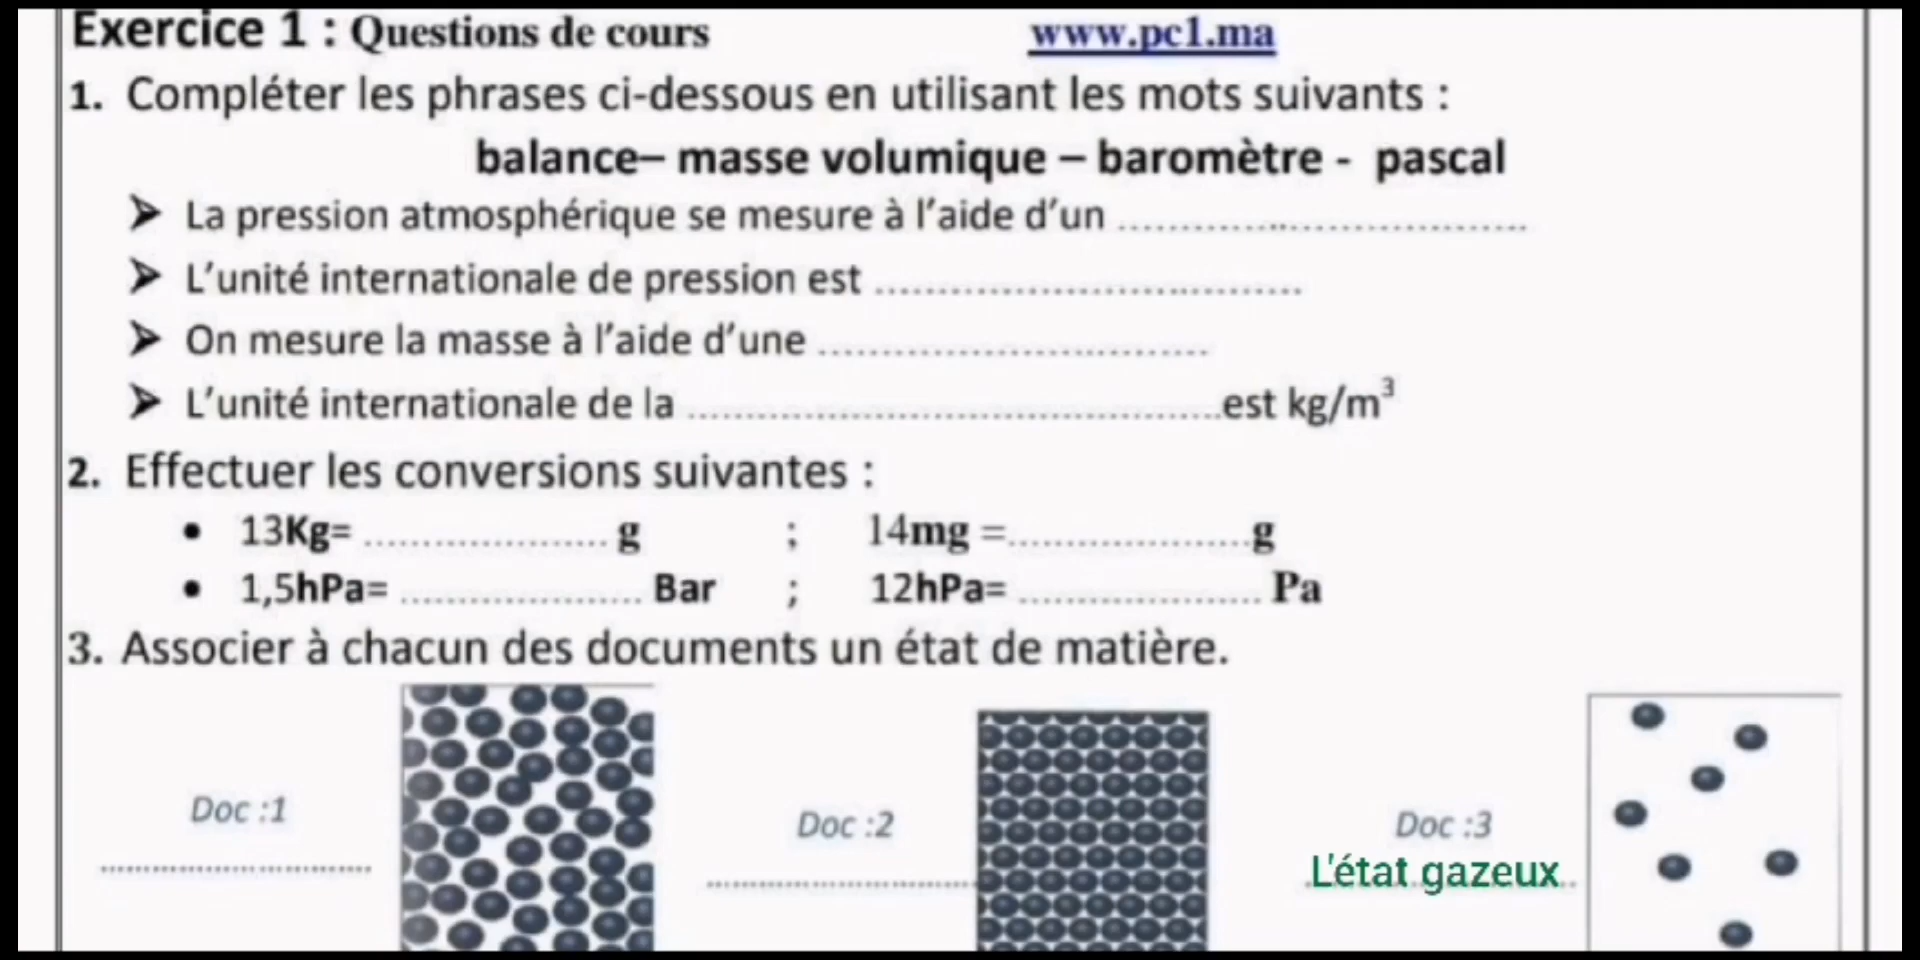 Exercice 1 : Questions de cours www.pc1.ma
1. Compléter les phrases ci-dessous en utilisant les mots suivants :
balance– masse volumique – baromètre - pascal
➢ La pression atmosphérique se mesure à l'aide d'un ..................................
➢ L'unité internationale de pression est ..................................
➢ On mesure la masse à l'aide d'une ..............................
➢ L'unité internationale de la ..........................................est kg/m³
2. Effectuer les conversions suivantes :
• 13Kg= ..................... g ; 14mg =.....................g
• 1,5hPa= ..................... Bar ; 12hPa= ..................... Pa
3. Associer à chacun des documents un état de matière.
Doc :1 Doc :2 Doc :3
L'état gazeux